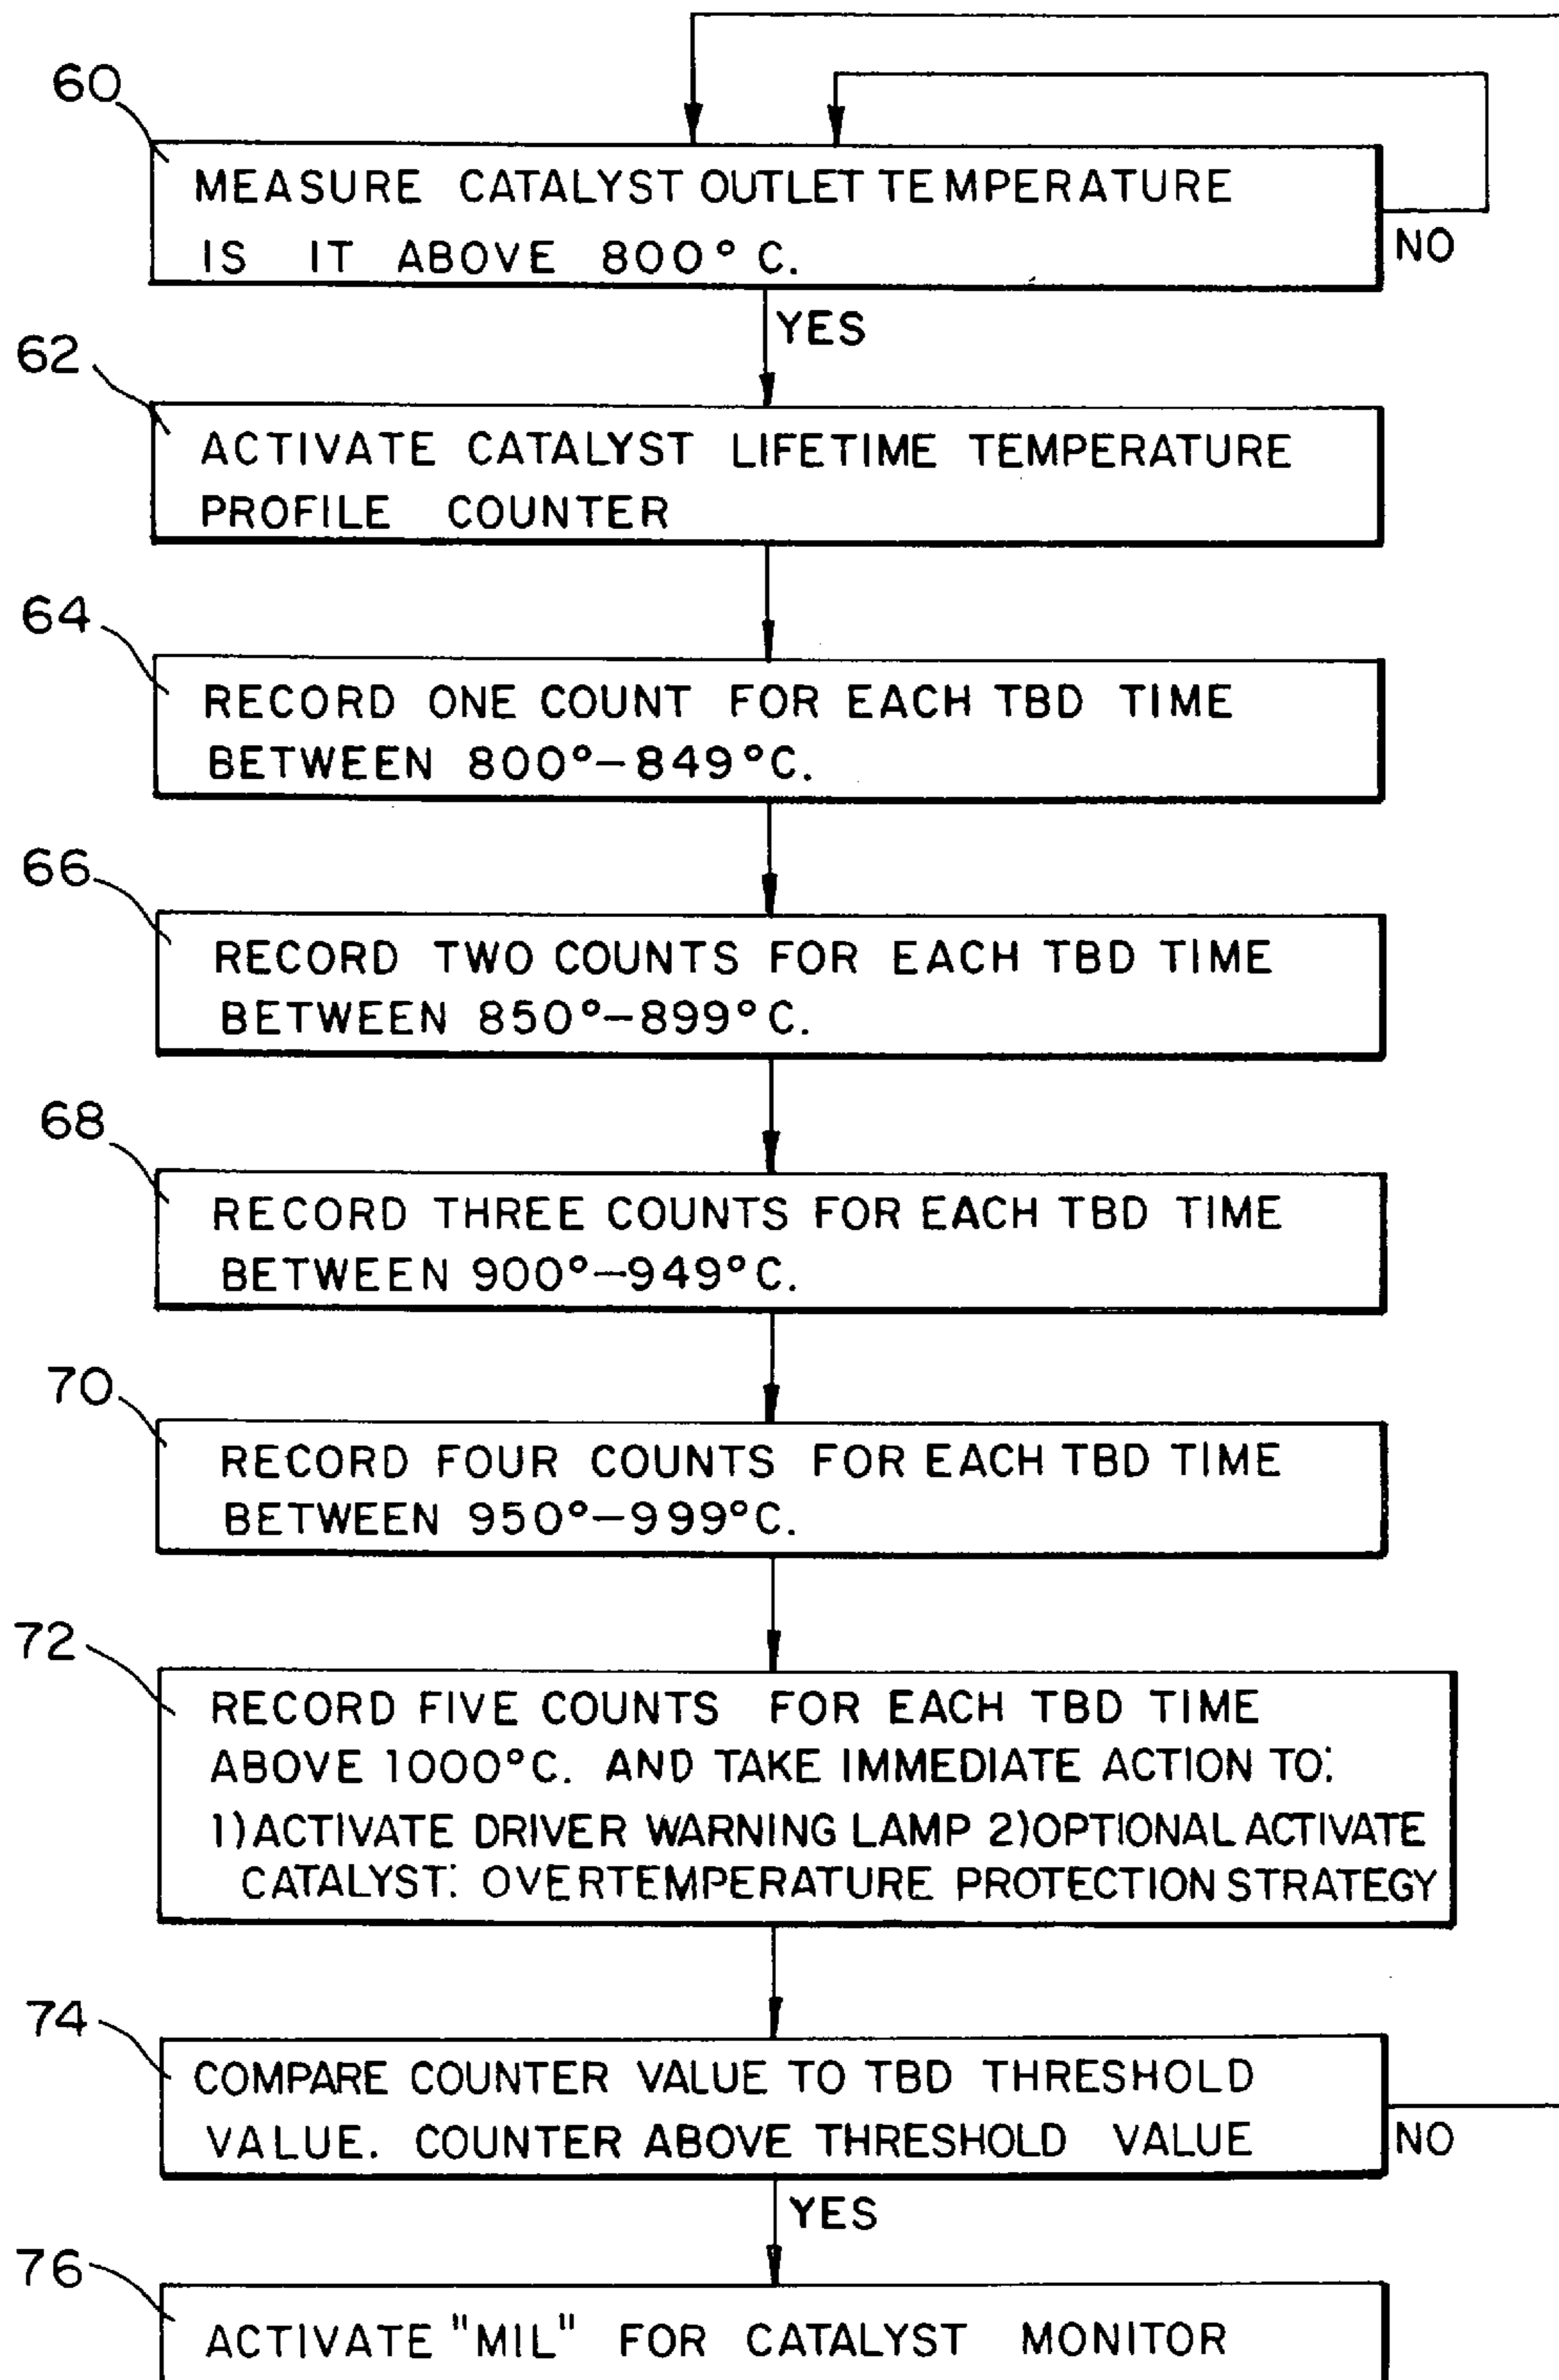 60
MEASURE CATALYST OUTLET TEMPERATURE
IS IT ABOVE 800° C.
NO
YES
62
ACTIVATE CATALYST LIFETIME TEMPERATURE
PROFILE COUNTER
64
RECORD ONE COUNT FOR EACH TBD TIME
BETWEEN 800°–849°C.
66
RECORD TWO COUNTS FOR EACH TBD TIME
BETWEEN 850°–899°C.
68
RECORD THREE COUNTS FOR EACH TBD TIME
BETWEEN 900°–949°C.
70
RECORD FOUR COUNTS FOR EACH TBD TIME
BETWEEN 950°–999°C.
72
RECORD FIVE COUNTS FOR EACH TBD TIME
ABOVE 1000°C. AND TAKE IMMEDIATE ACTION TO:
1)ACTIVATE DRIVER WARNING LAMP 2)OPTIONAL ACTIVATE
CATALYST: OVERTEMPERATURE PROTECTION STRATEGY
74
COMPARE COUNTER VALUE TO TBD THRESHOLD
VALUE. COUNTER ABOVE THRESHOLD VALUE
NO
YES
76
ACTIVATE "MIL" FOR CATALYST MONITOR